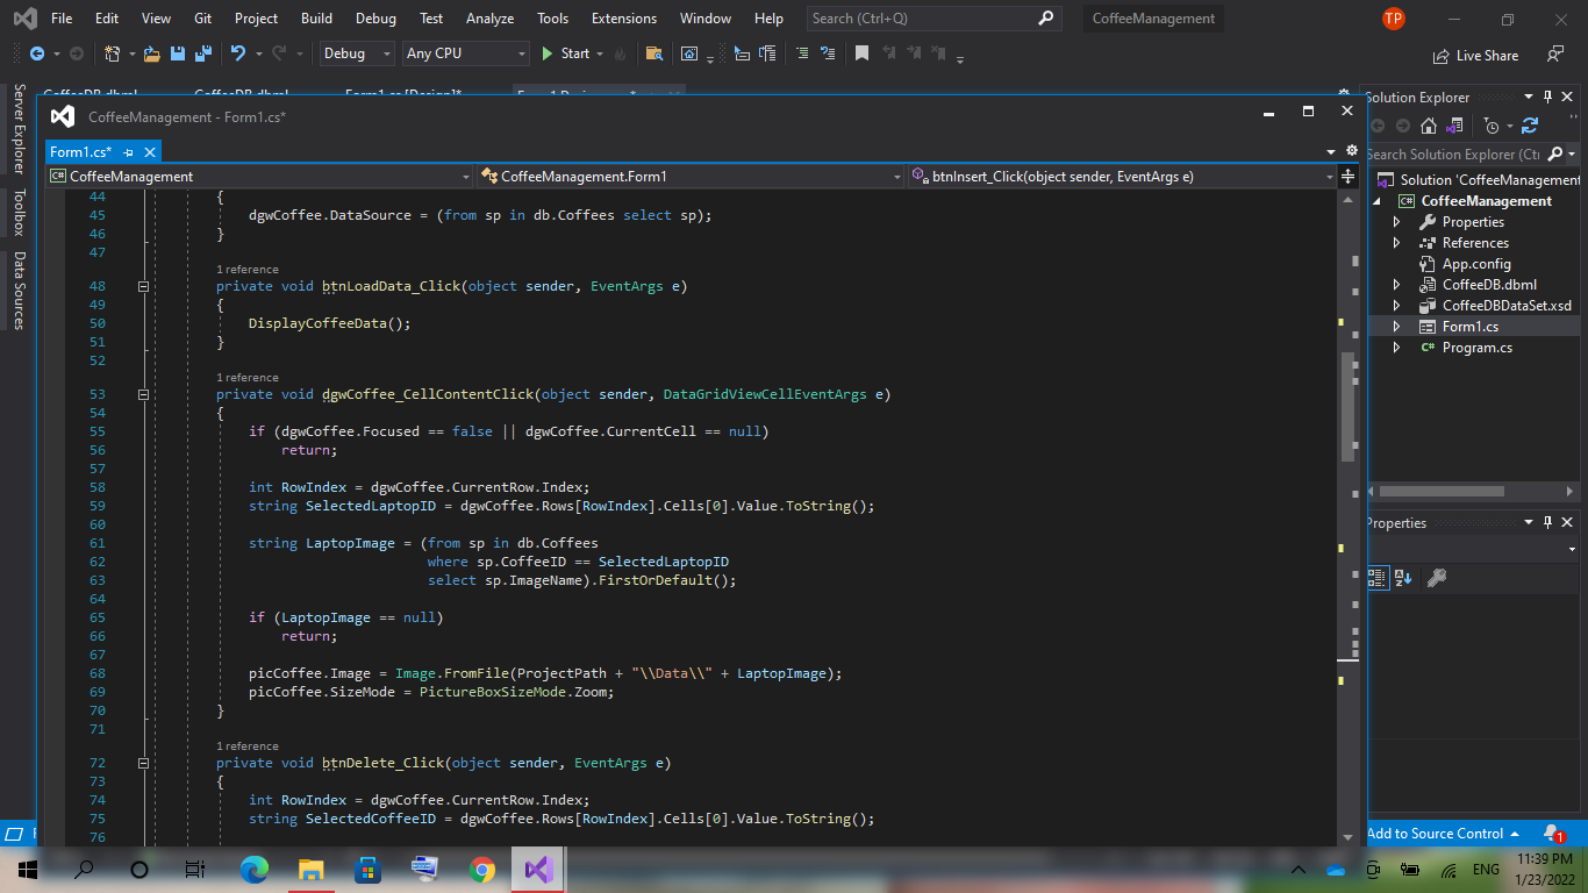 File Edit View Git Project Build Debug Test Analyze Tools Extensions Window Help Search (Ctrl+Q) CoffeeManagement TP
Debug Any CPU Start Live Share
Server Explorer
Toolbox
Data Sources
CoffeeManagement - Form1.cs*
Form1.cs*
CoffeeManagement CoffeeManagement.Form1 btnInsert_Click(object sender, EventArgs e)
44 {
45 dgwCoffee.DataSource = (from sp in db.Coffees select sp);
46 }
47
1 reference
48 private void btnLoadData_Click(object sender, EventArgs e)
49 {
50 DisplayCoffeeData();
51 }
52
1 reference
53 private void dgwCoffee_CellContentClick(object sender, DataGridViewCellEventArgs e)
54 {
55 if (dgwCoffee.Focused == false || dgwCoffee.CurrentCell == null)
56 return;
57
58 int RowIndex = dgwCoffee.CurrentRow.Index;
59 string SelectedLaptopID = dgwCoffee.Rows[RowIndex].Cells[0].Value.ToString();
60
61 string LaptopImage = (from sp in db.Coffees
62 where sp.CoffeeID == SelectedLaptopID
63 select sp.ImageName).FirstOrDefault();
64
65 if (LaptopImage == null)
66 return;
67
68 picCoffee.Image = Image.FromFile(ProjectPath + "\\Data\\" + LaptopImage);
69 picCoffee.SizeMode = PictureBoxSizeMode.Zoom;
70 }
71
1 reference
72 private void btnDelete_Click(object sender, EventArgs e)
73 {
74 int RowIndex = dgwCoffee.CurrentRow.Index;
75 string SelectedCoffeeID = dgwCoffee.Rows[RowIndex].Cells[0].Value.ToString();
76
Solution Explorer
Search Solution Explorer (Ctrl
Solution 'CoffeeManagement
CoffeeManagement
Properties
References
App.config
CoffeeDB.dbml
CoffeeDBDataSet.xsd
Form1.cs
Program.cs
Properties
Add to Source Control 1
ENG
11:39 PM
1/23/2022